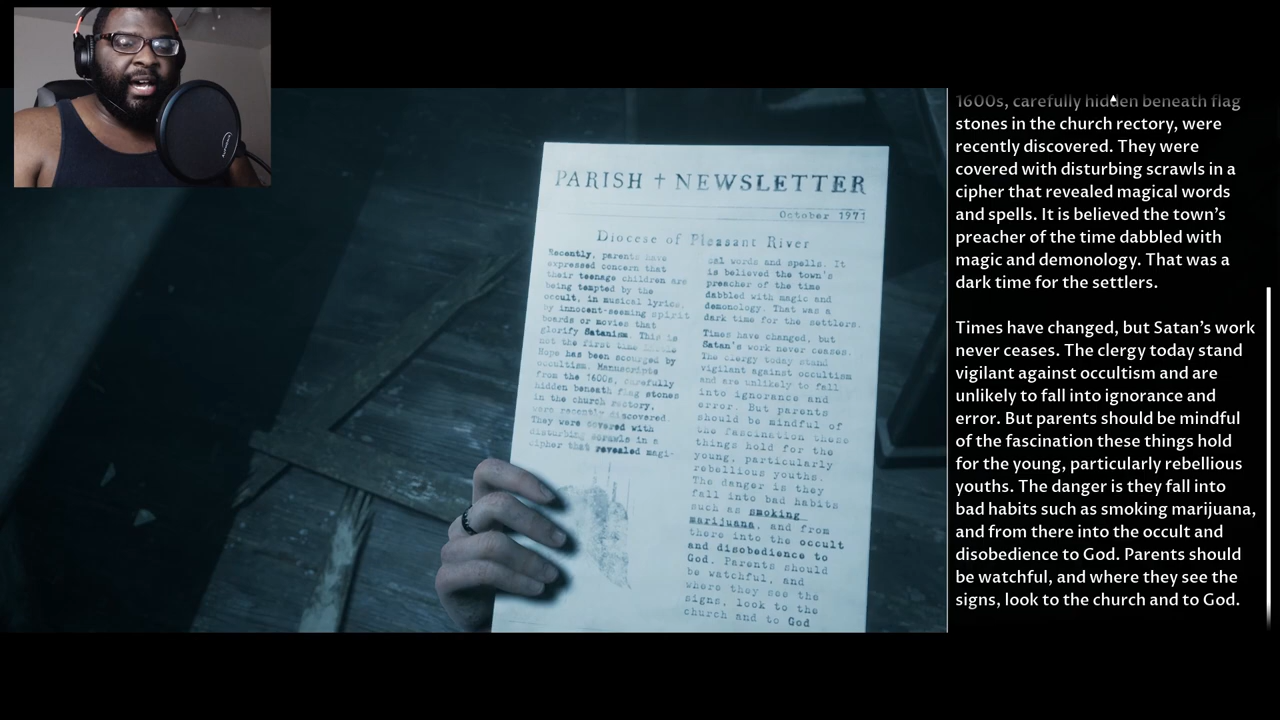 PARISH † NEWSLETTER
October 1971
Diocese of Pleasant River
Recently, parents have
expressed concern that
their teenage children are
being tempted by the
occult, in musical lyrics,
by innocent-seeming spirit
boards or movies that
glorify Satanism. This is
not the first time
Hope has been scourged by
occultism. Manuscripts
from the 1600s, carefully
hidden beneath flag stones
in the church rectory,
were recently discovered.
They were covered with
disturbing scrawls in a
cipher that revealed magi-
cal words and spells. It
is believed the town's
preacher of the time
dabbled with magic and
demonology. That was a
dark time for the settlers.
Times have changed, but
Satan's work never ceases.
The clergy today stand
vigilant against occultism
and are unlikely to fall
into ignorance and
error. But parents
should be mindful of
the fascination these
things hold for the
young, particularly
rebellious youths.
The danger is they
fall into bad habits
such as smoking
marijuana, and from
there into the occult
and disobedience to
God. Parents should
be watchful, and
where they see the
signs, look to the
church and to God
1600s, carefully hidden beneath flag
stones in the church rectory, were
recently discovered. They were
covered with disturbing scrawls in a
cipher that revealed magical words
and spells. It is believed the town's
preacher of the time dabbled with
magic and demonology. That was a
dark time for the settlers.
Times have changed, but Satan's work
never ceases. The clergy today stand
vigilant against occultism and are
unlikely to fall into ignorance and
error. But parents should be mindful
of the fascination these things hold
for the young, particularly rebellious
youths. The danger is they fall into
bad habits such as smoking marijuana,
and from there into the occult and
disobedience to God. Parents should
be watchful, and where they see the
signs, look to the church and to God.